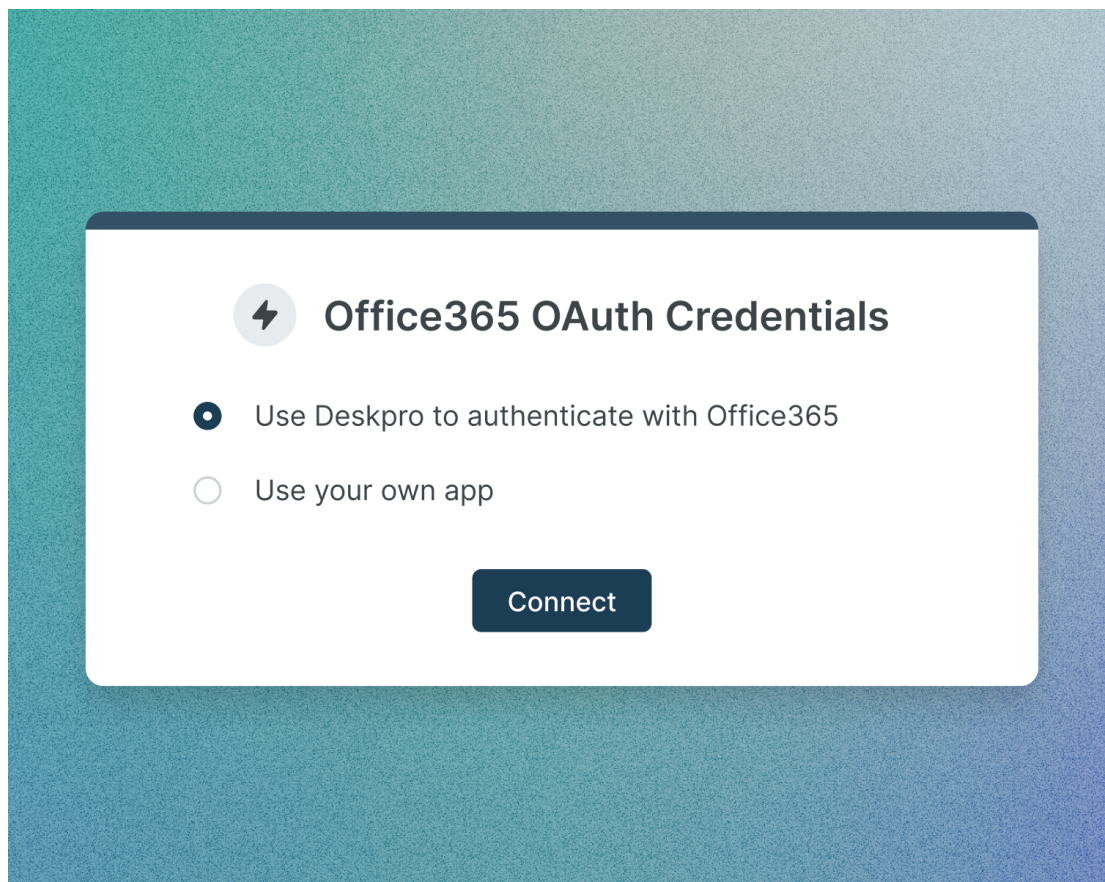 Office365 OAuth Credentials
Use Deskpro to authenticate with Office365
Use your own app
Connect